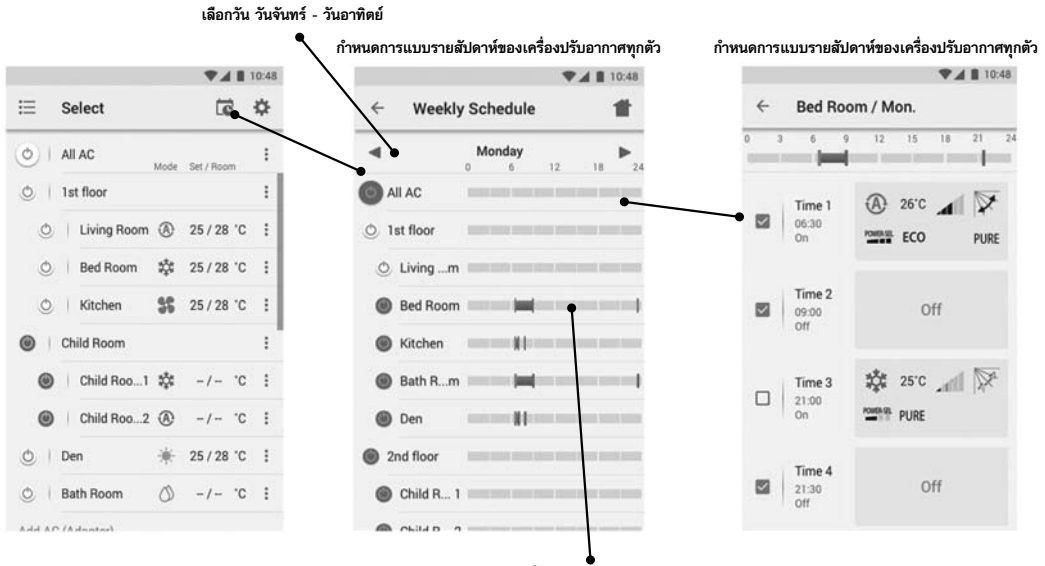 เลือกวัน วันจันทร์ - วันอาทิตย์
กำหนดการแบบรายสัปดาห์ของเครื่องปรับอากาศทุกตัว
กำหนดการแบบรายสัปดาห์ของเครื่องปรับอากาศทุกตัว
10:48
Select
All AC
Mode Set / Room
1st floor
Living Room A 25 / 28 °C
Bed Room 25 / 28 °C
Kitchen 25 / 28 °C
Child Room
Child Roo...1 -- / -- °C
Child Roo...2 A -- / -- °C
Den 25 / 28 °C
Bath Room -- / -- °C
Add AC (Adapter)
10:48
Weekly Schedule
Monday
0 6 12 18 24
All AC
1st floor
Living ...m
Bed Room
Kitchen
Bath R...m
Den
2nd floor
Child R... 1
Child R... 2
10:48
Bed Room / Mon.
0 3 6 9 12 15 18 21 24
Time 1
06:30
On
A 26°C
POWER-SEL ECO PURE
Time 2
09:00
Off
Off
Time 3
21:00
On
25°C
POWER-SEL PURE
Time 4
21:30
Off
Off